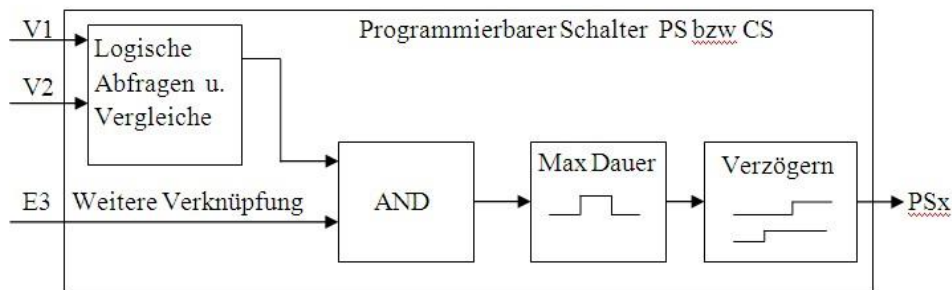 V1
Programmierbarer Schalter PS bzw CS
Logische
Abfragen u.
Vergleiche
V2
E3
Weitere Verknüpfung
AND
Max Dauer
Verzögern
PSx